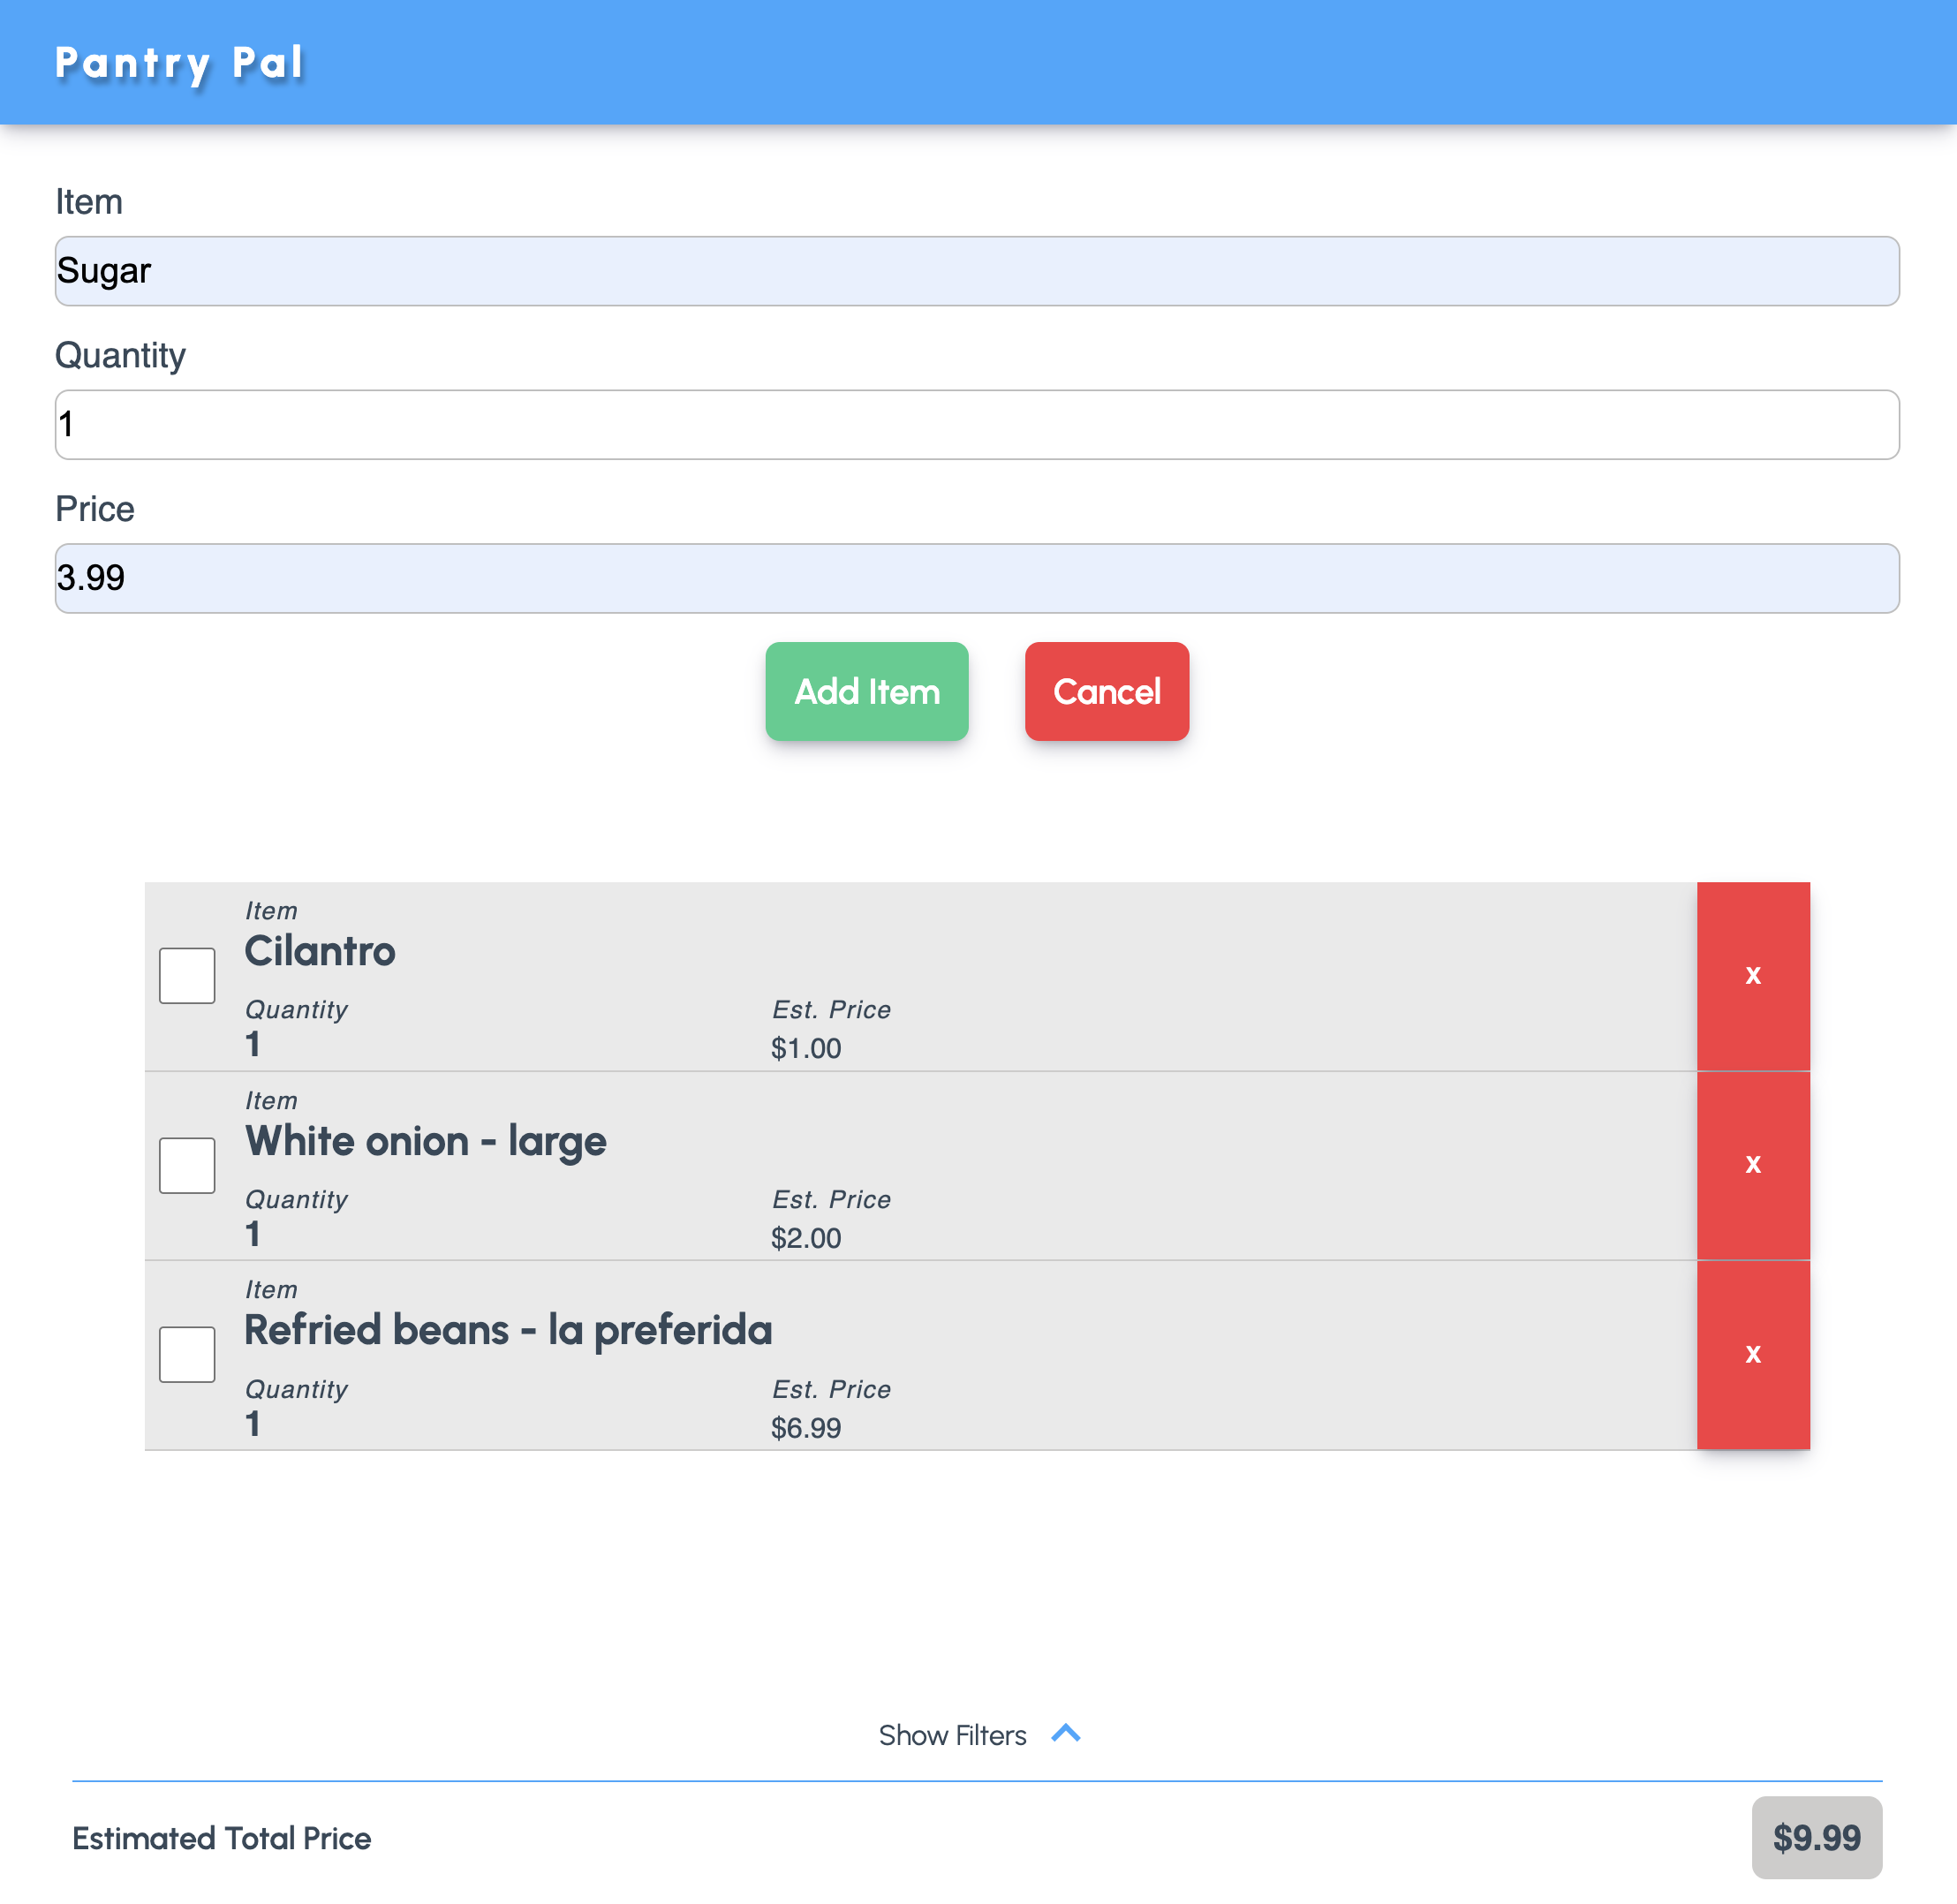 Pantry Pal
Item
Sugar
Quantity
1
Price
3.99
Add Item Cancel
Item
Cilantro
x
Quantity Est. Price
1 $1.00
Item
White onion - large
x
Quantity Est. Price
1 $2.00
Item
Refried beans - la preferida
x
Quantity Est. Price
1 $6.99
Show Filters
Estimated Total Price $9.99